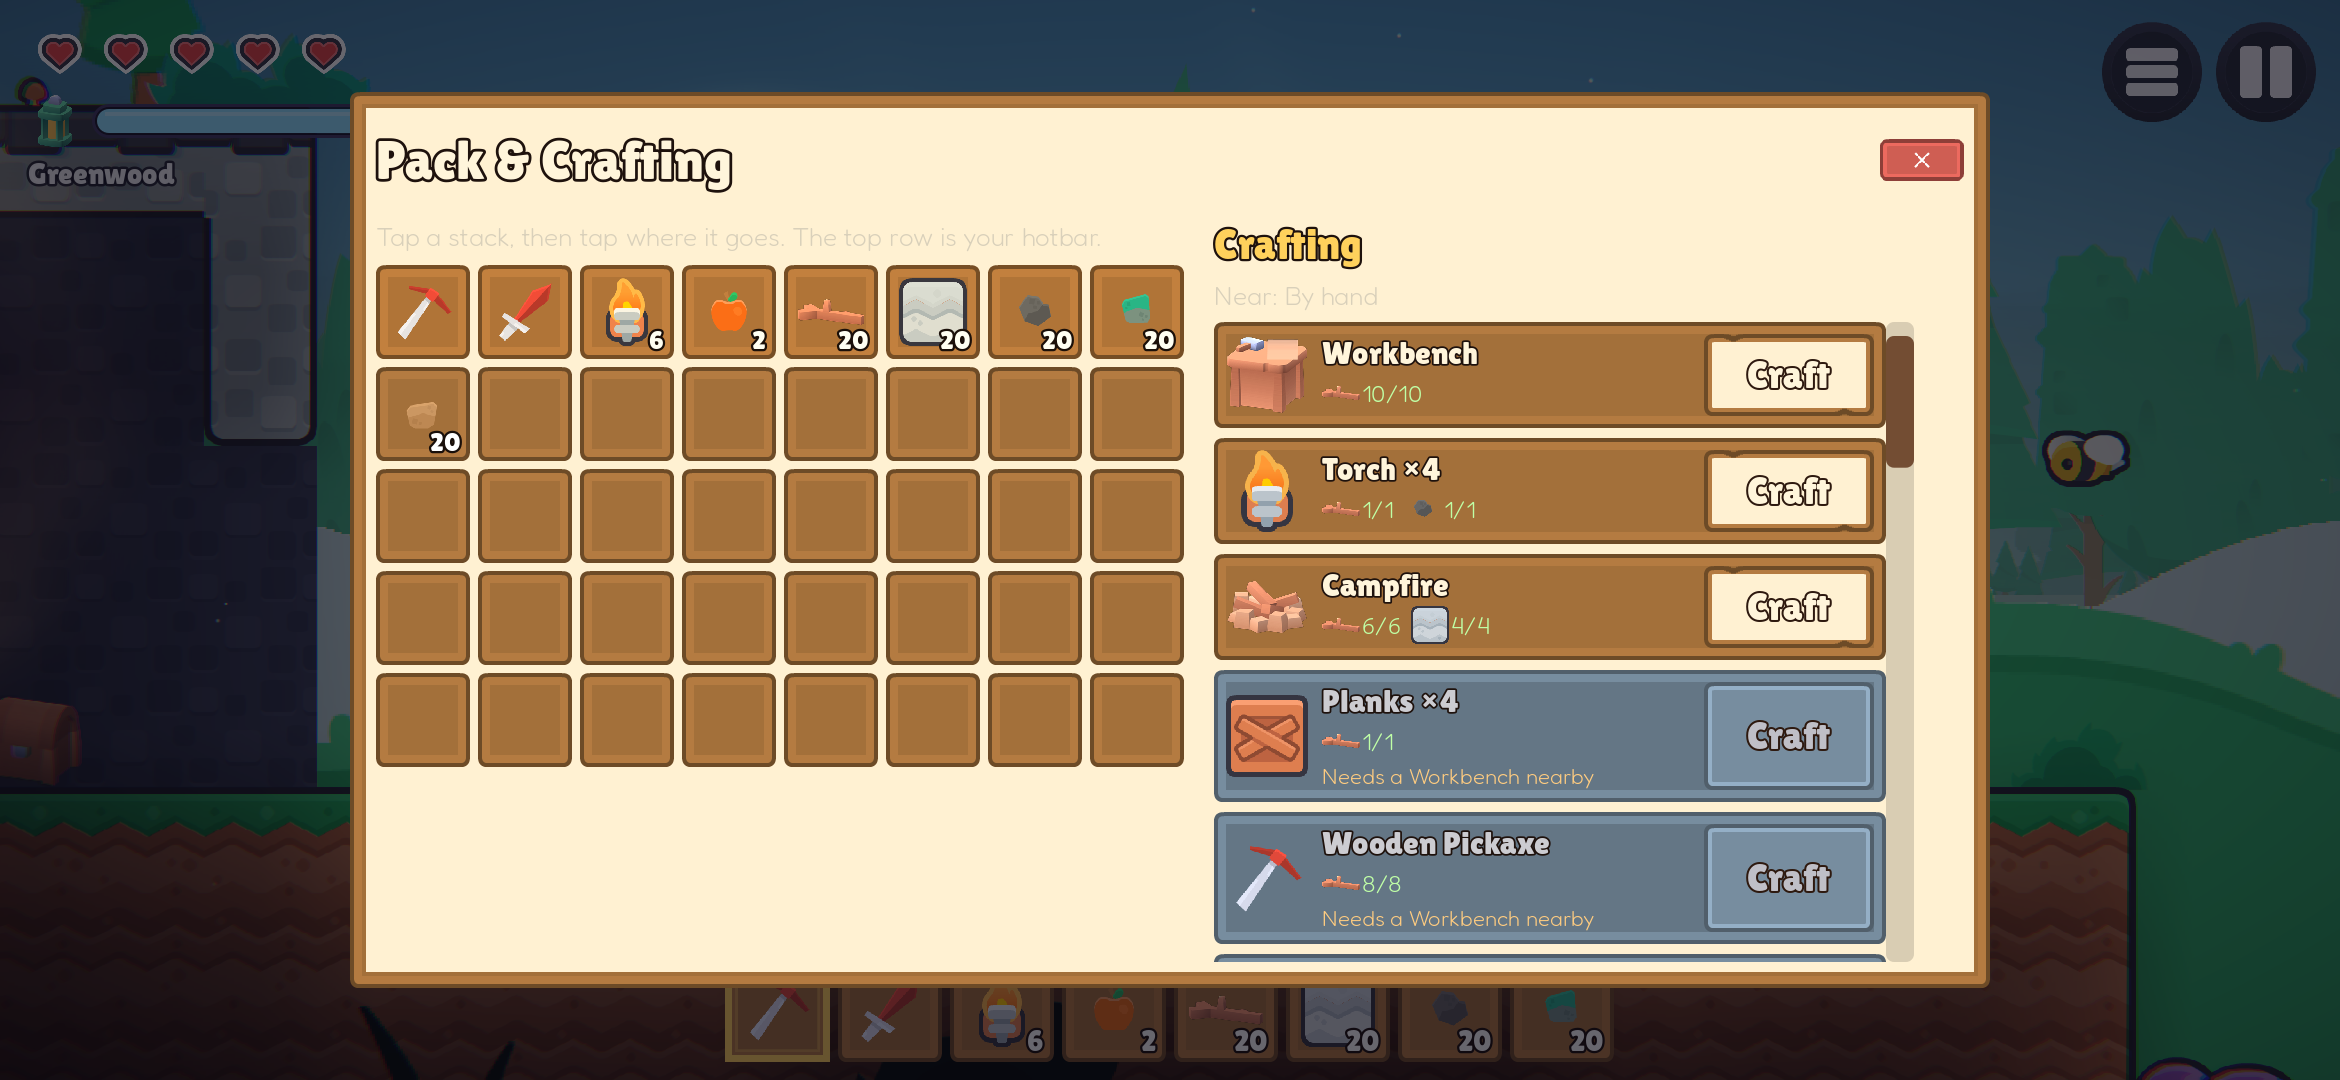 Greenwood
Pack & Crafting
×
Tap a stack, then tap where it goes. The top row is your hotbar.
6
2
20
20
20
20
20
Crafting
Near: By hand
Workbench
10/10
Craft
Torch ×4
1/1 1/1
Craft
Campfire
6/6 4/4
Craft
Planks ×4
1/1
Needs a Workbench nearby
Craft
Wooden Pickaxe
8/8
Needs a Workbench nearby
Craft
6
2
20
20
20
20